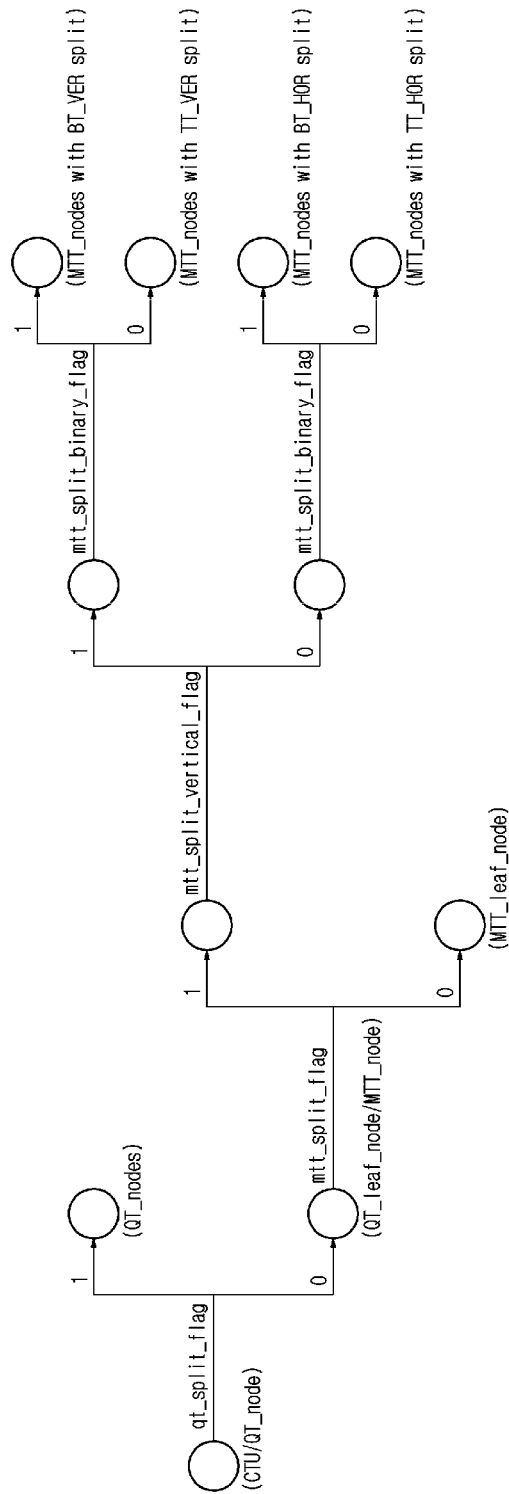 (CTU/QT_node)
qt_split_flag
1
0
(QT_nodes)
(QT_leaf_node/MTT_node)
mtt_split_flag
1
0
(MTT_leaf_node)
mtt_split_vertical_flag
1
0
mtt_split_binary_flag
1
0
(MTT_nodes with BT_VER split)
(MTT_nodes with TT_VER split)
mtt_split_binary_flag
1
0
(MTT_nodes with BT_HOR split)
(MTT_nodes with TT_HOR split)